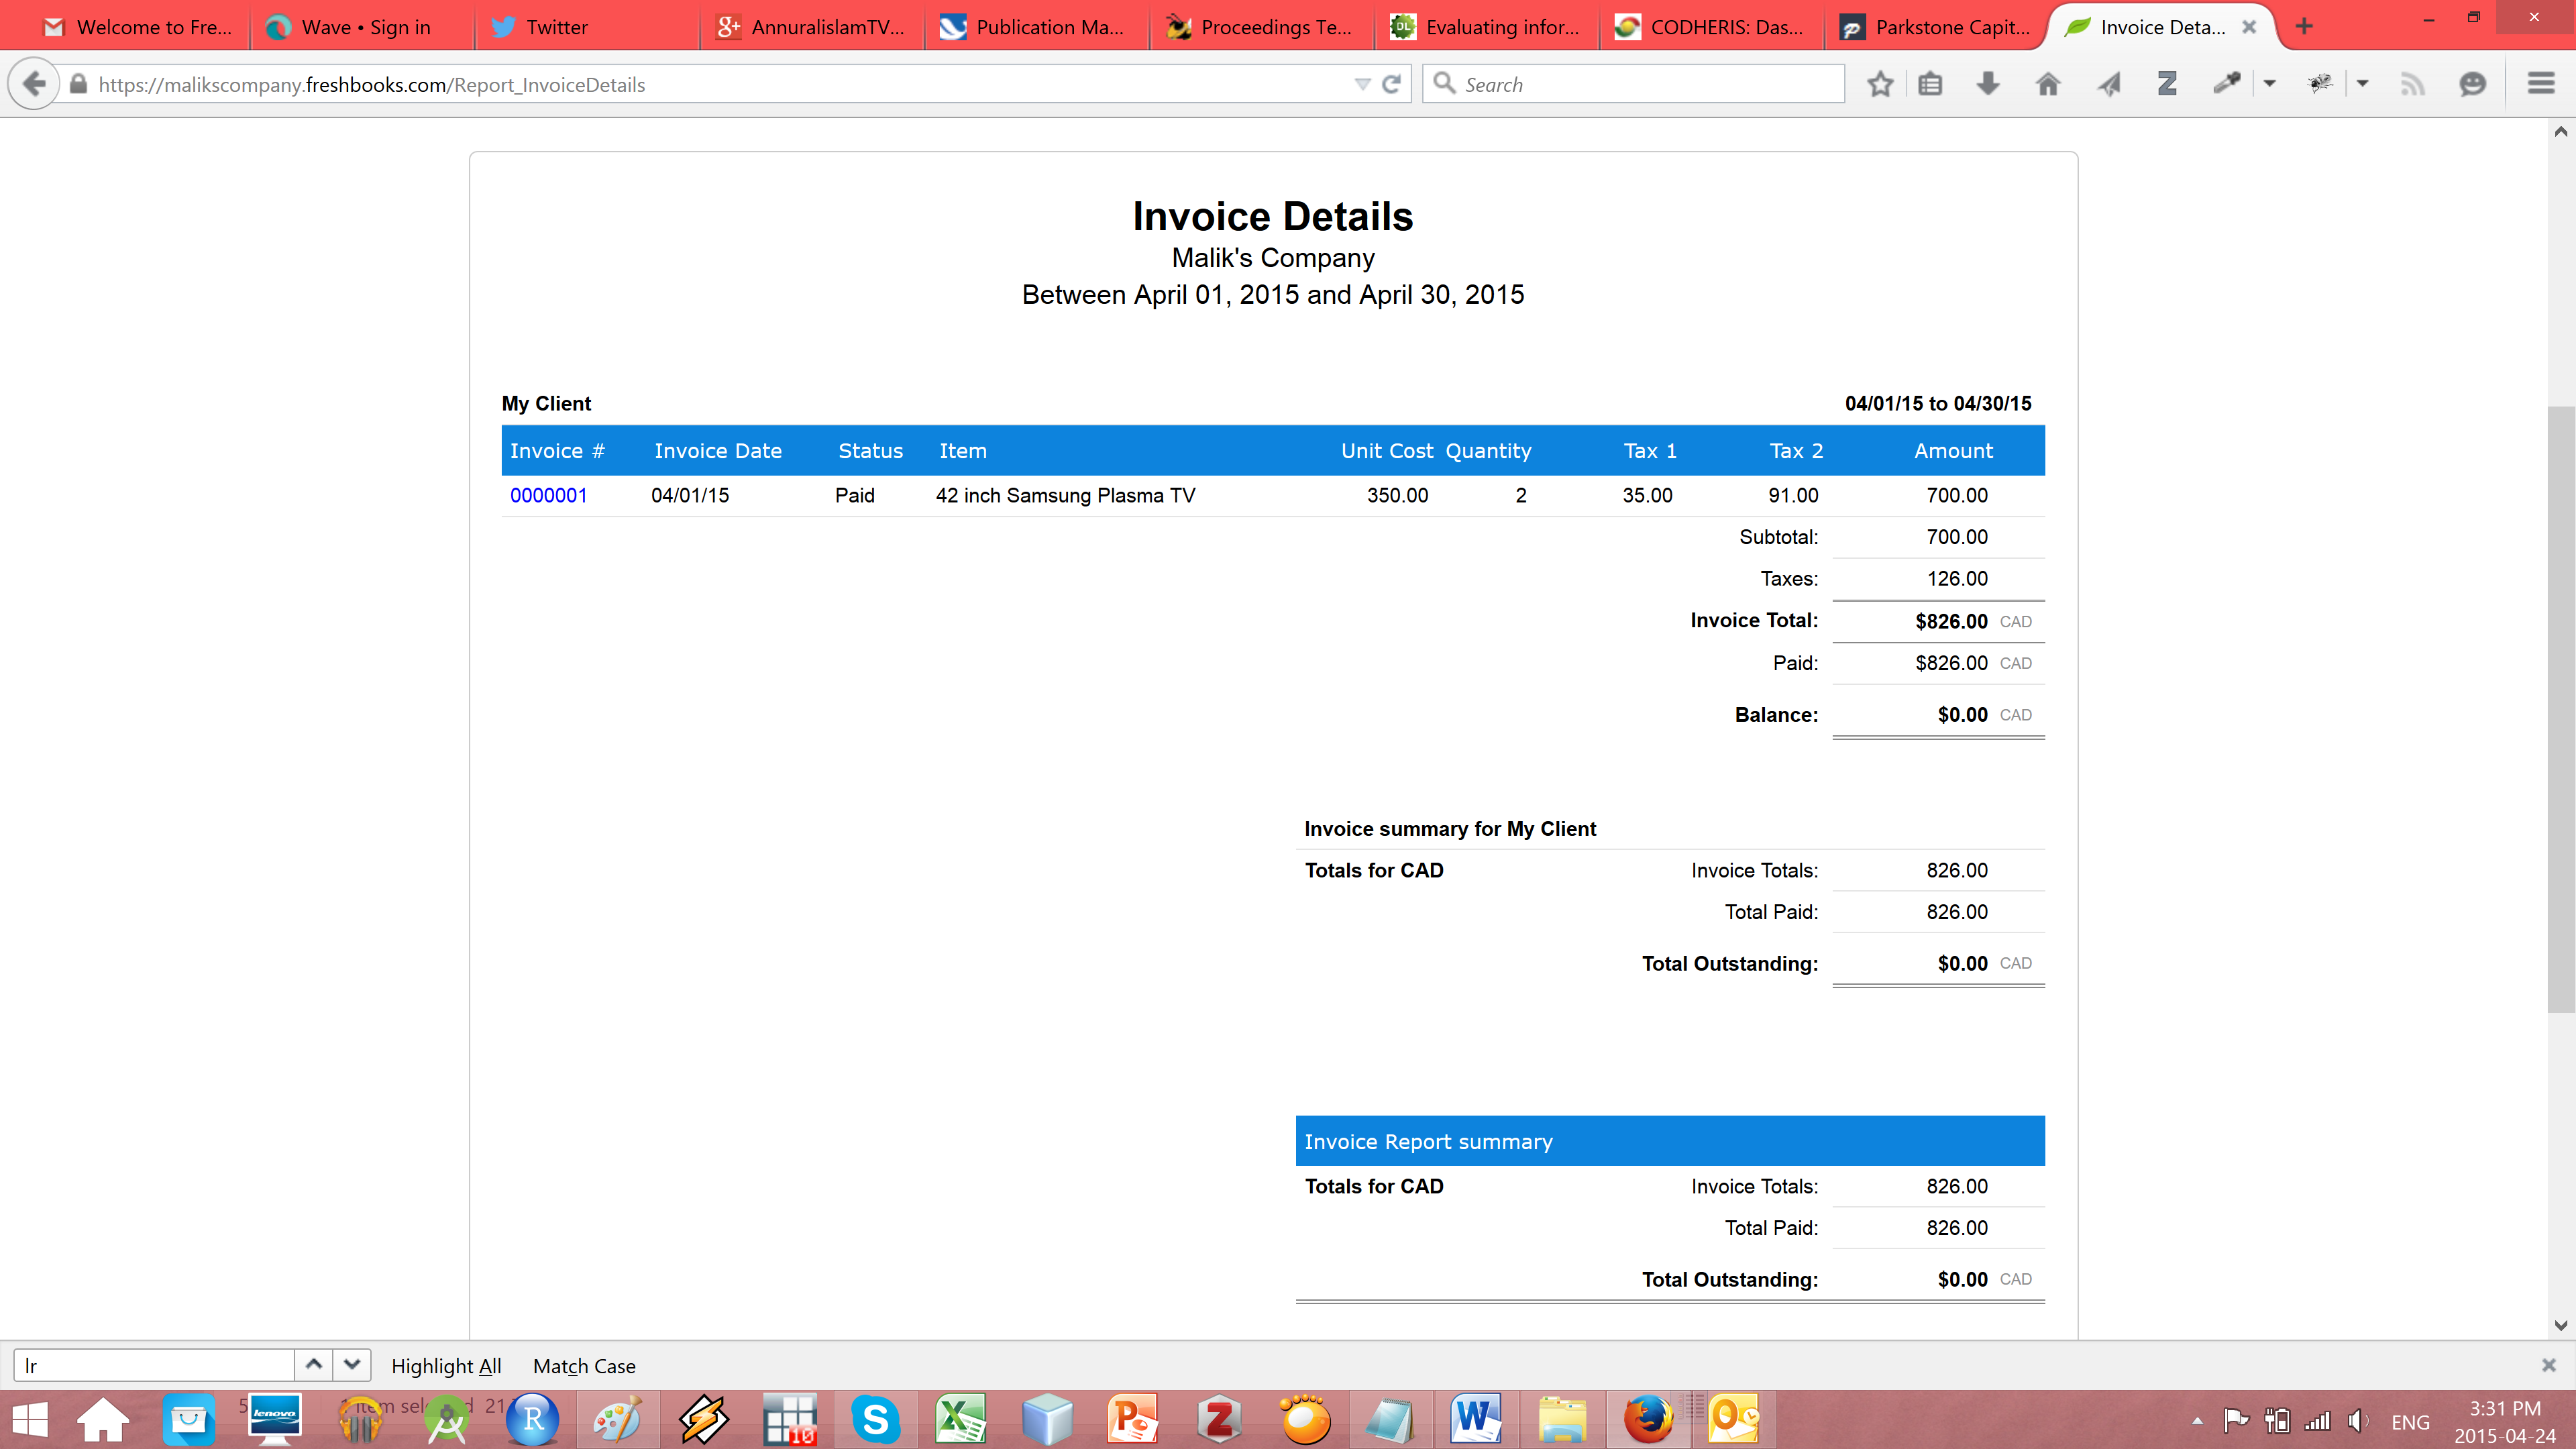 Welcome to Fre... Wave • Sign in Twitter AnnuralislamTV... Publication Ma... Proceedings Te... Evaluating infor... CODHERIS: Das... Parkstone Capit... Invoice Deta...
https://malikscompany.freshbooks.com/Report_InvoiceDetails Search
Invoice Details
Malik's Company
Between April 01, 2015 and April 30, 2015
My Client 04/01/15 to 04/30/15
Invoice # Invoice Date Status Item Unit Cost Quantity Tax 1 Tax 2 Amount
0000001 04/01/15 Paid 42 inch Samsung Plasma TV 350.00 2 35.00 91.00 700.00
Subtotal: 700.00
Taxes: 126.00
Invoice Total: $826.00 CAD
Paid: $826.00 CAD
Balance: $0.00 CAD
Invoice summary for My Client
Totals for CAD Invoice Totals: 826.00
Total Paid: 826.00
Total Outstanding: $0.00 CAD
Invoice Report summary
Totals for CAD Invoice Totals: 826.00
Total Paid: 826.00
Total Outstanding: $0.00 CAD
lr Highlight All Match Case
lenovo 10 ENG 3:31 PM
2015-04-24